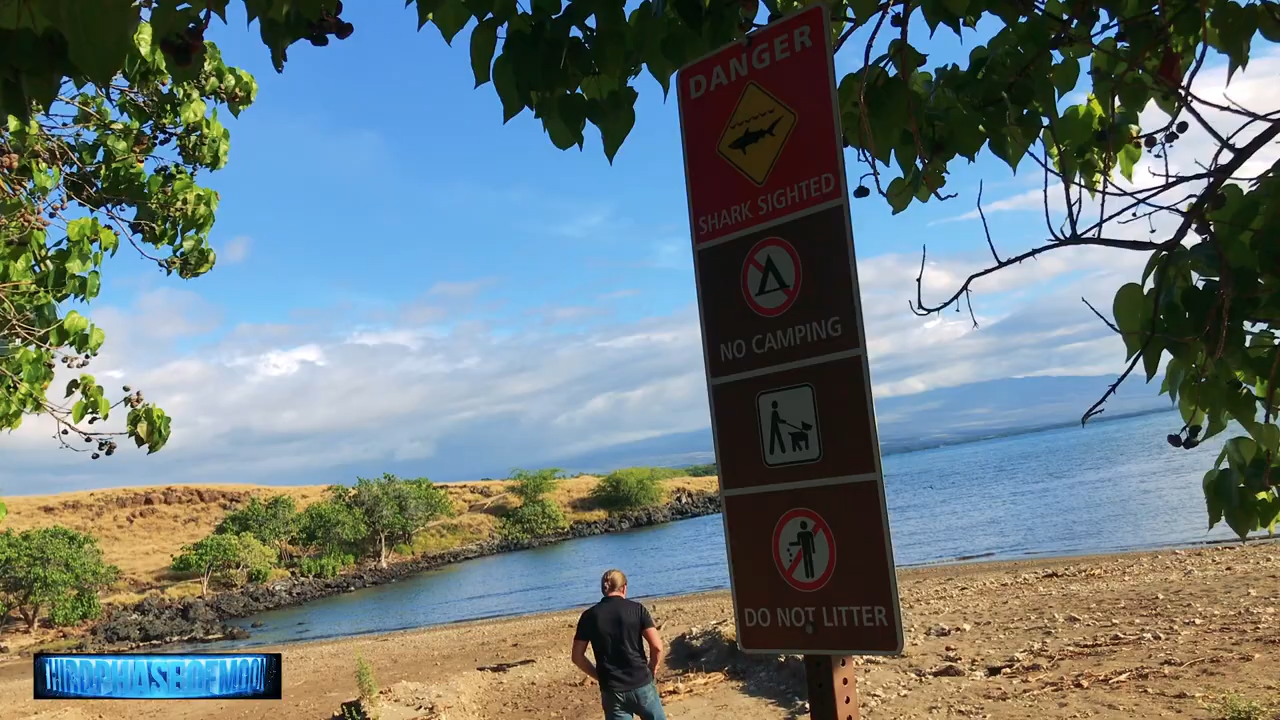 DANGER
SHARK SIGHTED
NO CAMPING
DO NOT LITTER
THIRDPHASEOFMOON